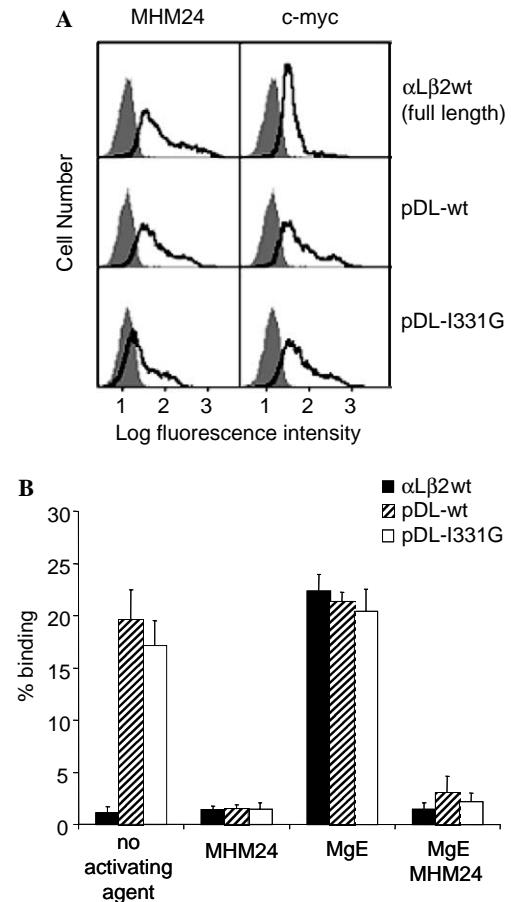 A
MHM24
c-myc
αLβ2wt
(full length)
pDL-wt
pDL-I331G
Cell Number
1 2 3 1 2 3
Log fluorescence intensity
B
αLβ2wt
pDL-wt
pDL-I331G
% binding
30
25
20
15
10
5
0
no
activating
agent
MHM24
MgE
MgE
MHM24